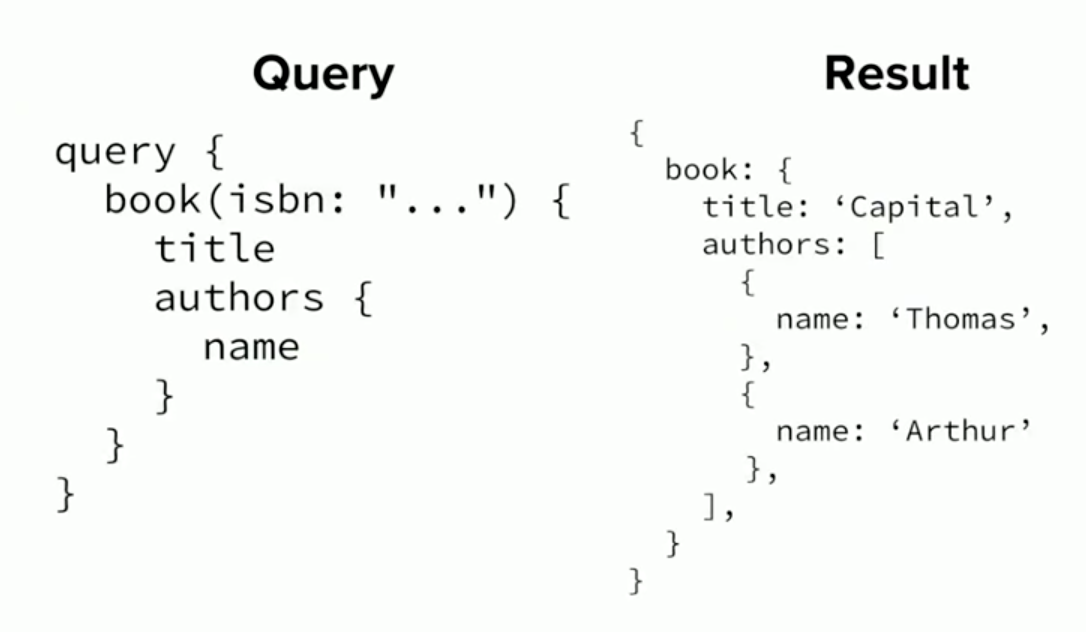 Query
query {
  book(isbn: "...") {
    title
    authors {
      name
    }
  }
}
Result
{
  book: {
    title: ‘Capital’,
    authors: [
      {
        name: ‘Thomas’,
      },
      {
        name: ‘Arthur’
      },
    ],
  }
}